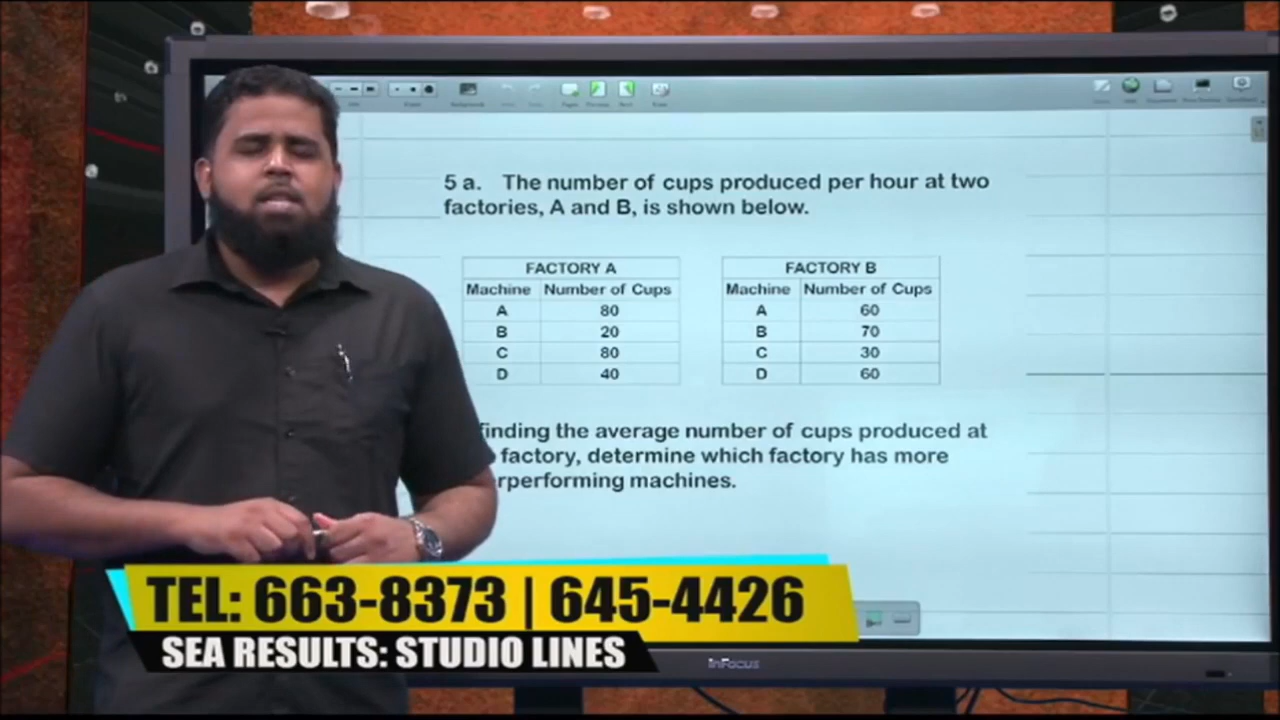 5 a. The number of cups produced per hour at two
factories, A and B, is shown below.
FACTORY A
Machine Number of Cups
A 80
B 20
C 80
D 40
FACTORY B
Machine Number of Cups
A 60
B 70
C 30
D 60
finding the average number of cups produced at
factory, determine which factory has more
rperforming machines.
TEL: 663-8373 | 645-4426
SEA RESULTS: STUDIO LINES
InFocus